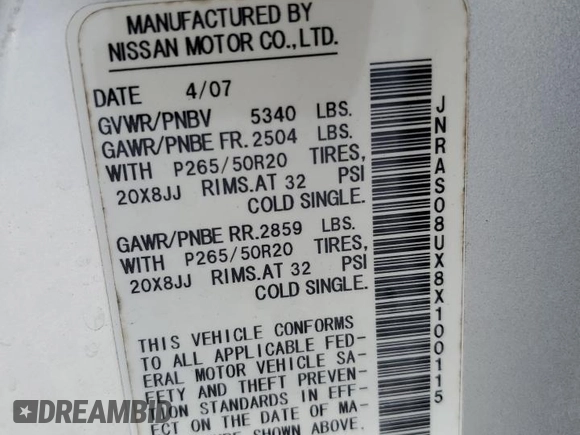 MANUFACTURED BY
NISSAN MOTOR CO.,LTD.
DATE 4/07
GVWR/PNBV 5340 LBS.
GAWR/PNBE FR.2504 LBS.
WITH P265/50R20 TIRES,
20X8JJ RIMS.AT 32 PSI
COLD SINGLE.
GAWR/PNBE RR.2859 LBS.
WITH P265/50R20 TIRES,
20X8JJ RIMS.AT 32 PSI
COLD SINGLE.
THIS VEHICLE CONFORMS
TO ALL APPLICABLE FED-
ERAL MOTOR VEHICLE SA-
FETY AND THEFT PREVEN-
TION STANDARDS IN EFF-
ECT ON THE DATE OF MA-
SHOWN ABOVE.
JNRAS08UX8X100115
DREAMBID